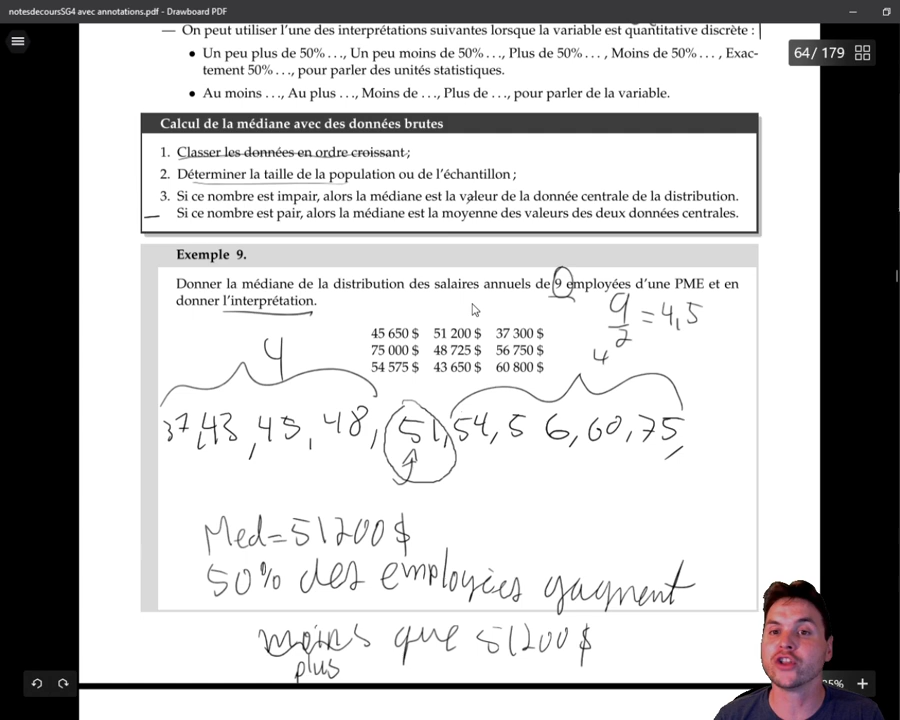 notesdecoursSG4 avec annotations.pdf - Drawboard PDF
— On peut utiliser l'une des interprétations suivantes lorsque la variable est quantitative discrète :
64 / 179
• Un peu plus de 50% …, Un peu moins de 50% …, Plus de 50% … , Moins de 50% … , Exac-
tement 50% …, pour parler des unités statistiques.
• Au moins …, Au plus …, Moins de …, Plus de …, pour parler de la variable.
Calcul de la médiane avec des données brutes
1. Classer les données en ordre croissant;
2. Déterminer la taille de la population ou de l'échantillon ;
3. Si ce nombre est impair, alors la médiane est la valeur de la donnée centrale de la distribution.
Si ce nombre est pair, alors la médiane est la moyenne des valeurs des deux données centrales.
Exemple 9.
Donner la médiane de la distribution des salaires annuels de 9 employées d'une PME et en
donner l'interprétation.
9/2 = 4,5
45 650 $ 51 200 $ 37 300 $
75 000 $ 48 725 $ 56 750 $
54 575 $ 43 650 $ 60 800 $
4
4
37, 43, 45, 48, 51, 54, 56, 60, 75,
Med = 51200 $
50% des employées gagnent
moins que 51200 $
plus